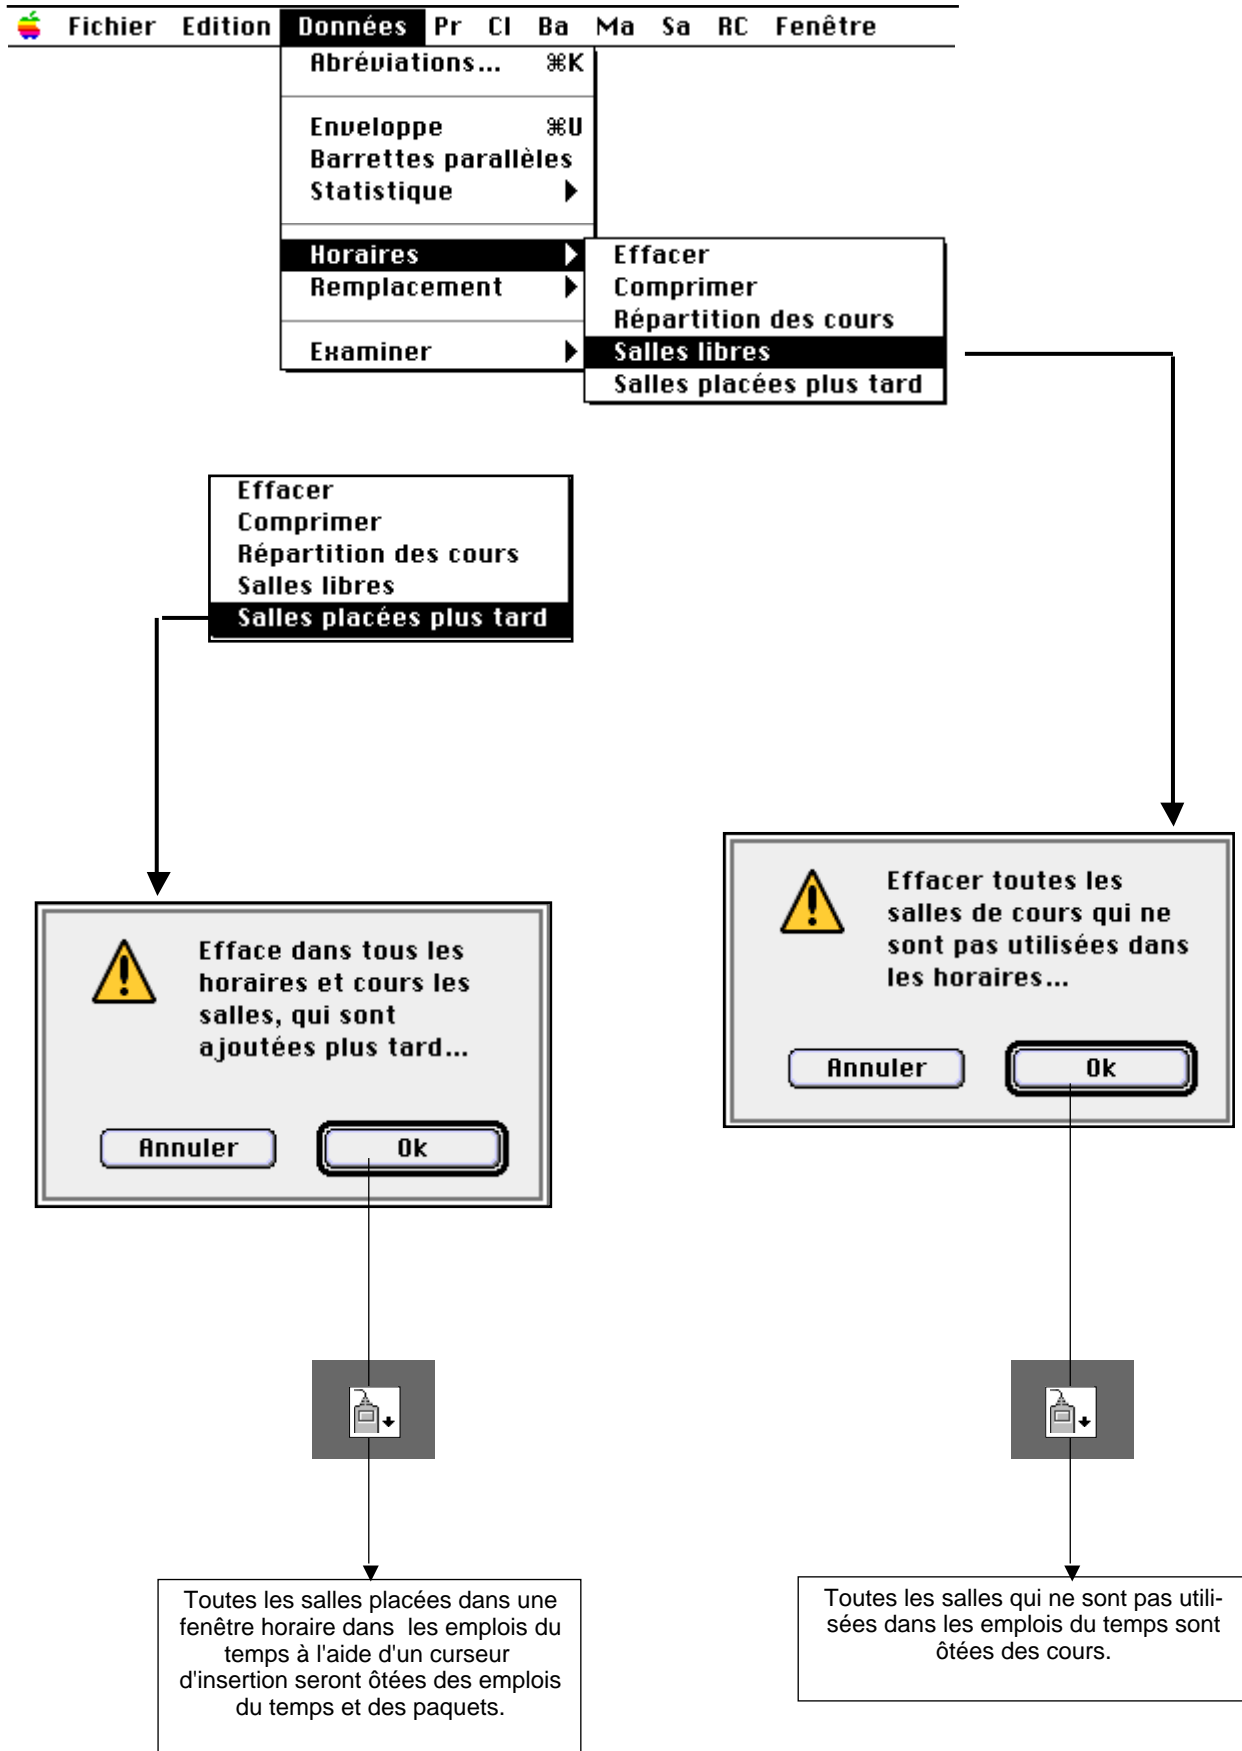 Fichier Edition Données Pr Cl Ba Ma Sa RC Fenêtre
Abréviations... ⌘K
Enveloppe ⌘U
Barrettes parallèles
Statistique
Horaires
Remplacement
Examiner
Effacer
Comprimer
Répartition des cours
Salles libres
Salles placées plus tard
Effacer
Comprimer
Répartition des cours
Salles libres
Salles placées plus tard
Efface dans tous les
horaires et cours les
salles, qui sont
ajoutées plus tard...
Annuler Ok
Effacer toutes les
salles de cours qui ne
sont pas utilisées dans
les horaires...
Annuler Ok
Toutes les salles placées dans une
fenêtre horaire dans les emplois du
temps à l'aide d'un curseur
d'insertion seront ôtées des emplois
du temps et des paquets.
Toutes les salles qui ne sont pas utili-
sées dans les emplois du temps sont
ôtées des cours.